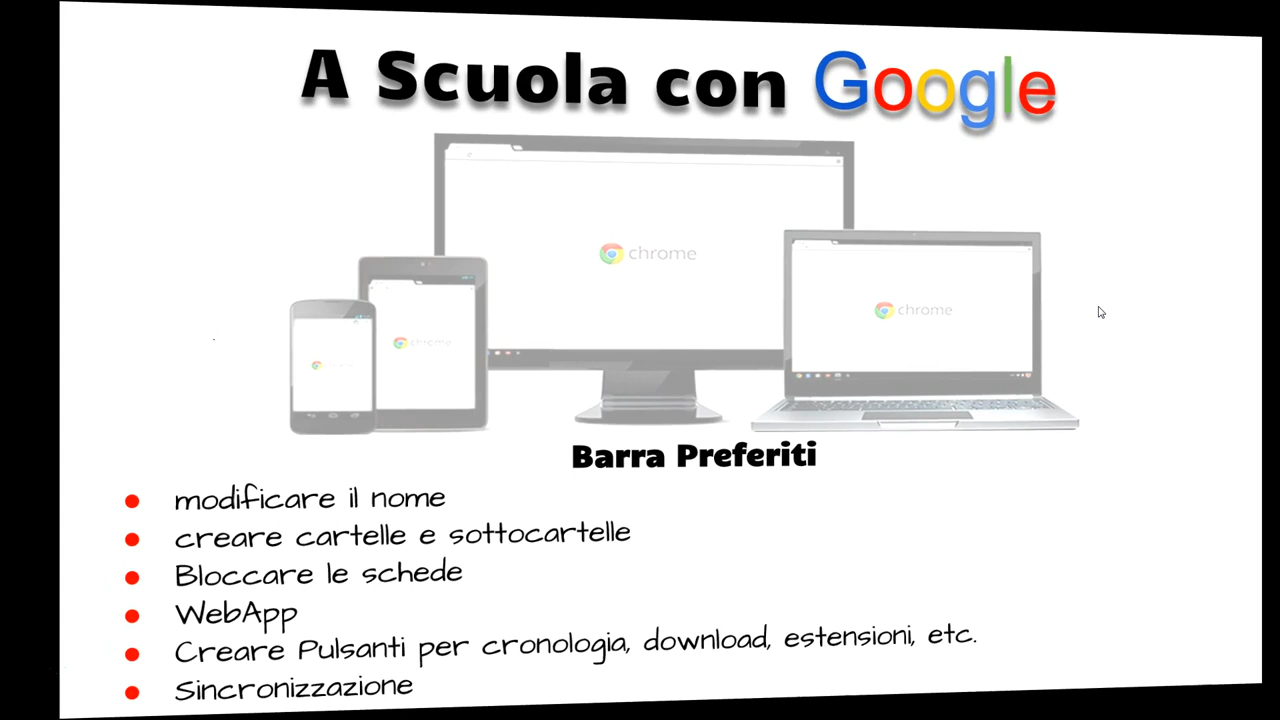 A Scuola con Google
chrome
chrome
chrome
chrome
Barra Preferiti
modificare il nome
creare cartelle e sottocartelle
Bloccare le schede
WebApp
Creare Pulsanti per cronologia, download, estensioni, etc.
Sincronizzazione